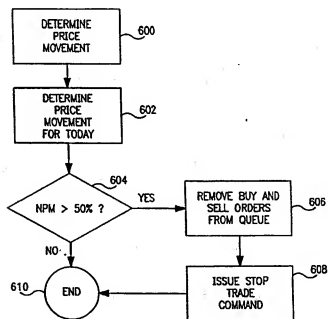 DETERMINE
PRICE
MOVEMENT
600
DETERMINE
PRICE
MOVEMENT
FOR TODAY
602
604
NPM > 50% ?
YES
REMOVE BUY AND
SELL ORDERS
FROM QUEUE
606
NO
610
END
ISSUE STOP
TRADE
COMMAND
608